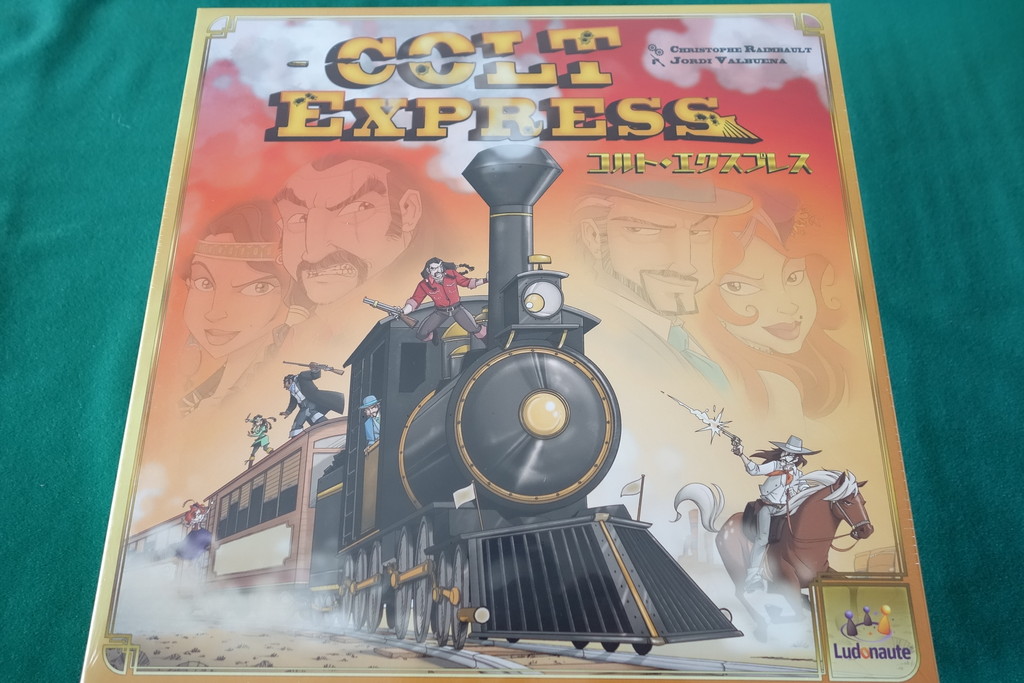 COLT
EXPRESS
CHRISTOPHE RAIMBAULT
JORDI VALBUENA
コルト・エクスプレス
Ludonaute